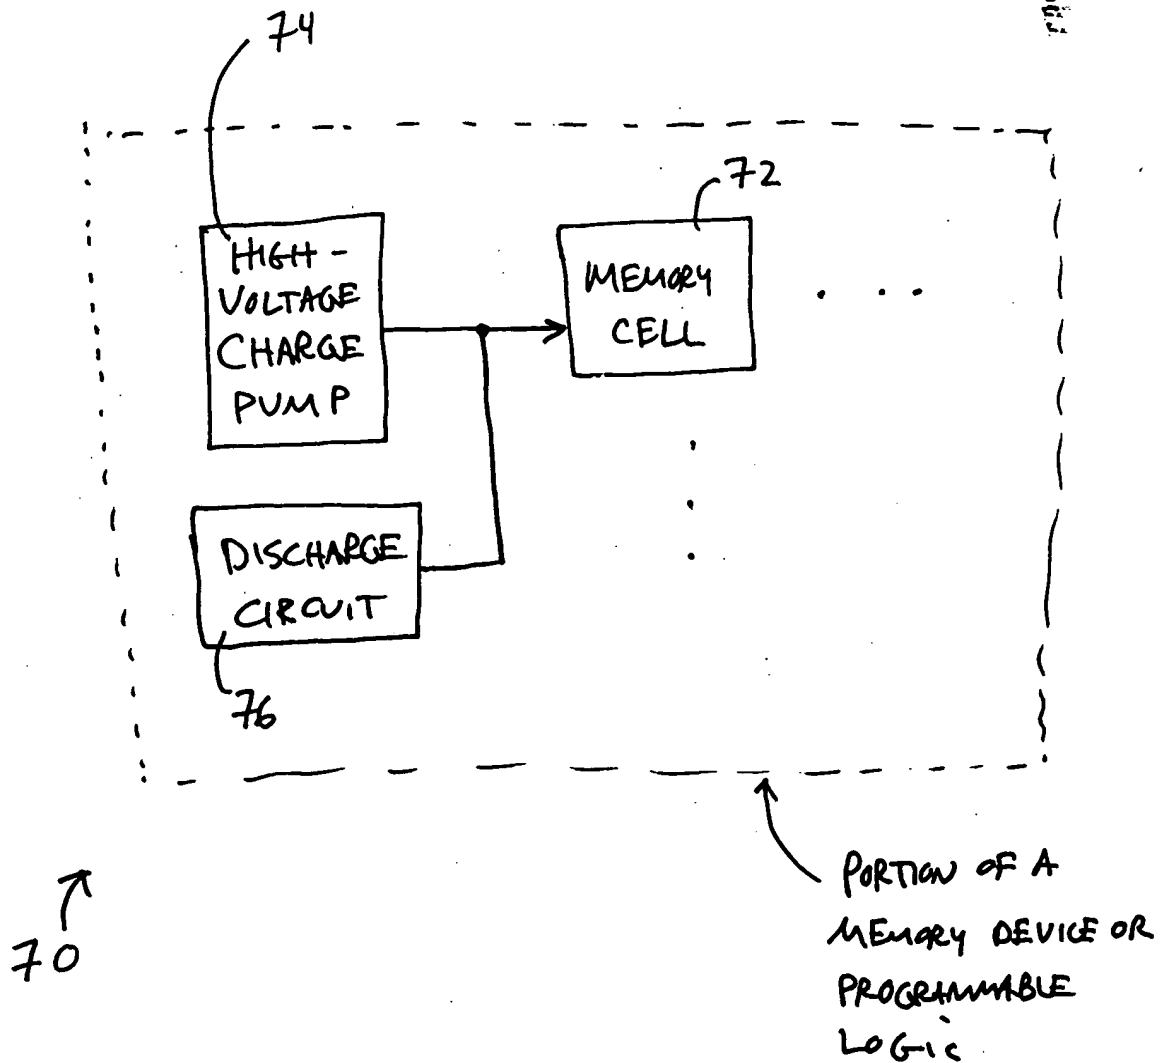 74
72
HIGH-
VOLTAGE
CHARGE
PUMP
MEMORY
CELL
DISCHARGE
CIRCUIT
76
70
PORTION OF A
MEMORY DEVICE OR
PROGRAMMABLE
LOGIC